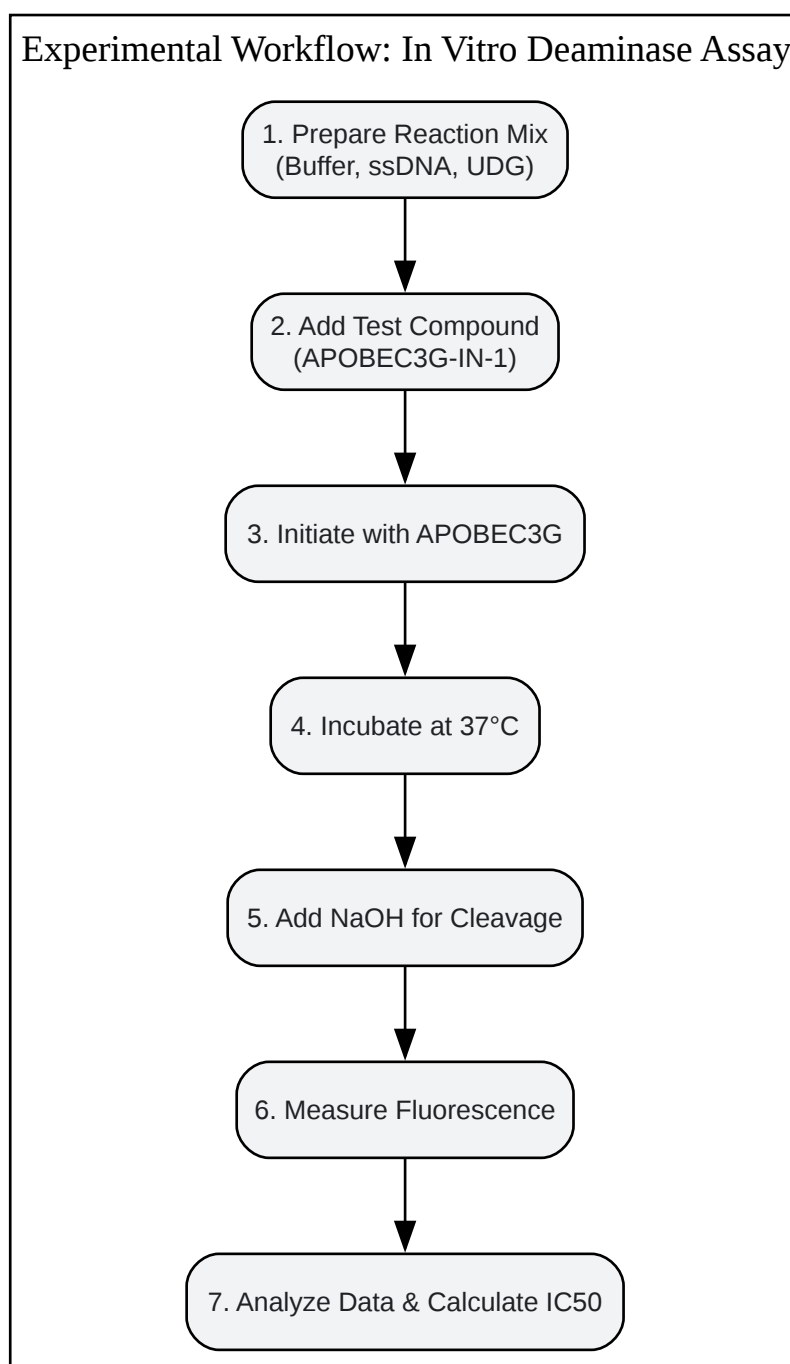 Experimental Workflow: In Vitro Deaminase Assay
1. Prepare Reaction Mix
(Buffer, ssDNA, UDG)
2. Add Test Compound
(APOBEC3G-IN-1)
3. Initiate with APOBEC3G
4. Incubate at 37°C
5. Add NaOH for Cleavage
6. Measure Fluorescence
7. Analyze Data & Calculate IC50